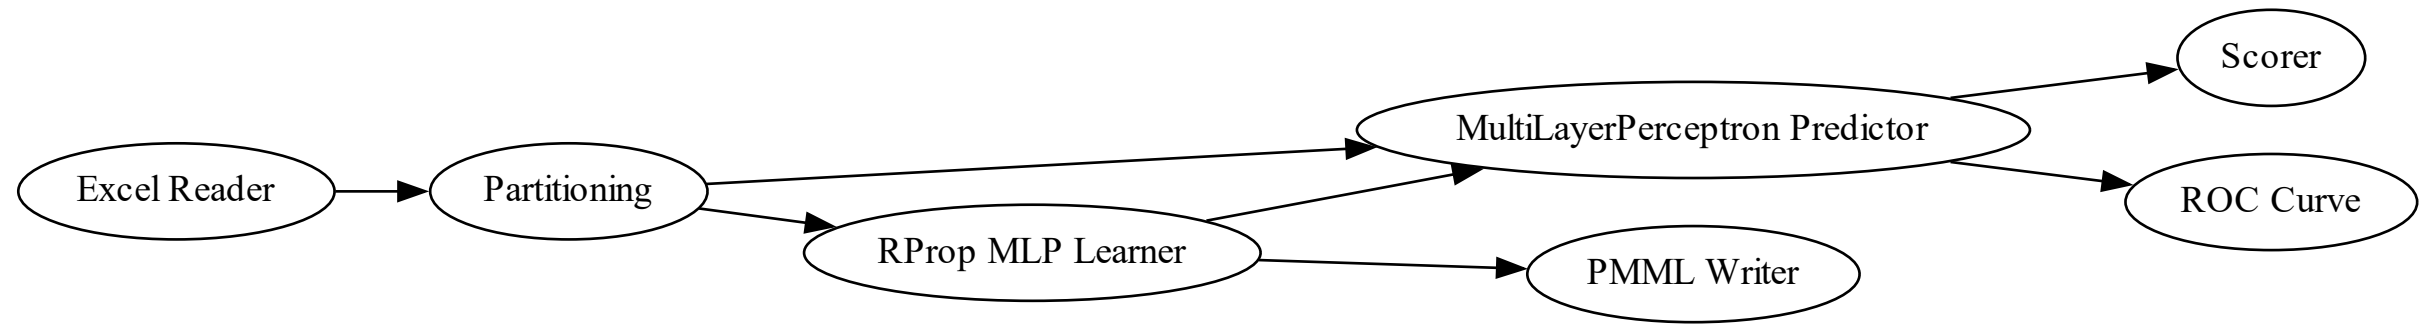 Excel Reader
Partitioning
RProp MLP Learner
MultiLayerPerceptron Predictor
PMML Writer
Scorer
ROC Curve